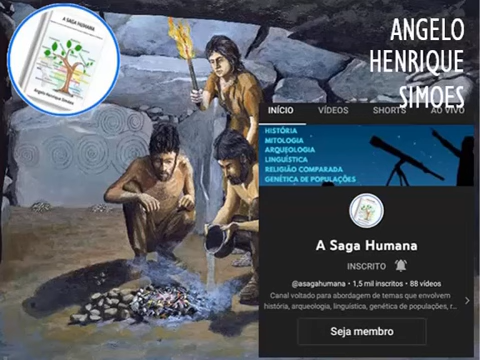 A SAGA HUMANA
Angelo Henrique Simoes
ANGELO
HENRIQUE
SIMOES
INÍCIO VÍDEOS SHORTS AO VIVO
HISTÓRIA
MITOLOGIA
ARQUEOLOGIA
LINGUÍSTICA
RELIGIÃO COMPARADA
GENÉTICA DE POPULAÇÕES
A Saga Humana
INSCRITO
@asagahumana • 1,5 mil inscritos • 88 vídeos
Canal voltado para abordagem de temas que envolvem
história, arqueologia, linguística, genética de populações, r...
Seja membro